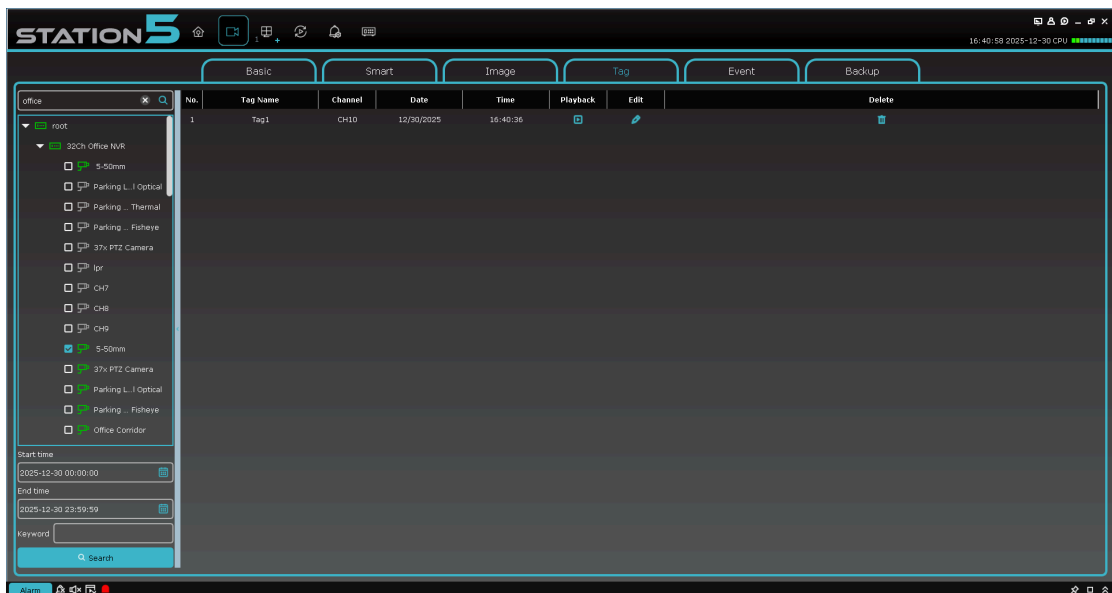 STATION5
1
16:40:58 2025-12-30 CPU
Basic
Smart
Image
Tag
Event
Backup
office
No. Tag Name Channel Date Time Playback Edit Delete
1 Tag1 CH10 12/30/2025 16:40:36
root
32Ch Office NVR
5-50mm
Parking L...l Optical
Parking ... Thermal
Parking ... Fisheye
37x PTZ Camera
lpr
CH7
CH8
CH9
5-50mm
37x PTZ Camera
Parking L...l Optical
Parking ... Fisheye
Office Corridor
Start time
2025-12-30 00:00:00
End time
2025-12-30 23:59:59
Keyword
Search
Alarm